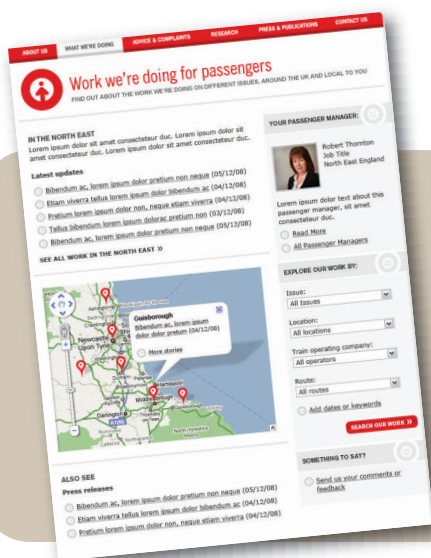 ABOUT US
WHAT WE'RE DOING
ADVICE & COMPLAINTS
RESEARCH
PRESS & PUBLICATIONS
CONTACT US
Work we're doing for passengers
FIND OUT ABOUT THE WORK WE'RE DOING ON DIFFERENT ISSUES, AROUND THE UK AND LOCAL TO YOU
IN THE NORTH EAST
Lorem ipsum dolor sit amet consecteteur duc. Lorem ipsum dolor sit
amet consecteteur duc. Lorem ipsum dolor sit amet consecteteur duc.
Latest updates
Bibendum ac, lorem ipsum dolor pretium non neque (05/12/08)
Etiam viverra tellus lorem ipsum dolor bibendum ac (04/12/08)
Pretium lorem ipsum dolor non, neque etiam viverra (04/12/08)
Tellus bibendum lorem ipsum dolorac pretium non (03/12/08)
Bibendum ac, lorem ipsum dolor pretium non neque (05/12/08)
SEE ALL WORK IN THE NORTH EAST »
Guisborough
Bibendum ac, lorem ipsum
dolor dolor pretium (04/12/08)
More stories
Newcastle
Upon Tyne
Hartlepool
Darlington
North Yorkshire
Moors
ALSO SEE
Press releases
Bibendum ac, lorem ipsum dolor pretium non neque (05/12/08)
Etiam viverra tellus lorem ipsum dolor bibendum ac (04/12/08)
Pretium lorem ipsum dolor non, neque etiam viverra (04/12/08)
YOUR PASSENGER MANAGER:
Robert Thornton
Job Title
North East England
Lorem ipsum dolor text about this
passenger manager, sit amet
consecteteur duc.
Read More
All Passenger Managers
EXPLORE OUR WORK BY:
Issue:
All Issues
Location:
All locations
Train operating company:
All operators
Route:
All routes
Add dates or keywords
SEARCH OUR WORK »
SOMETHING TO SAY?
Send us your comments or
feedback